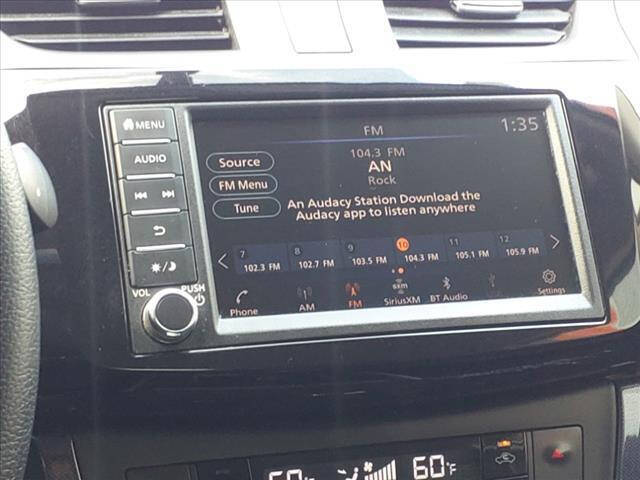 MENU
AUDIO
VOL
PUSH
FM
1:35
104.3 FM
AN
Rock
Source
FM Menu
Tune
An Audacy Station Download the
Audacy app to listen anywhere
7 8 9 10 11 12
102.3 FM 102.7 FM 103.5 FM 104.3 FM 105.1 FM 105.9 FM
Phone AM FM SiriusXM BT Audio Settings
60°F